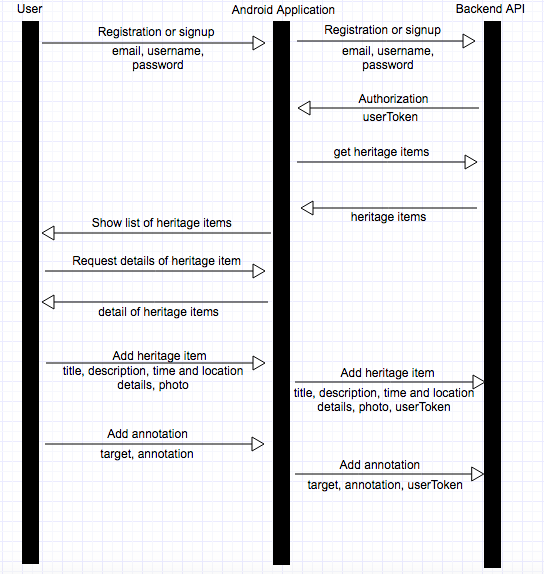 User
Android Application
Backend API
Registration or signup
email, username,
password
Registration or signup
email, username,
password
Authorization
userToken
get heritage items
heritage items
Show list of heritage items
Request details of heritage item
detail of heritage items
Add heritage item
title, description, time and location
details, photo
Add heritage item
title, description, time and location
details, photo, userToken
Add annotation
target, annotation
Add annotation
target, annotation, userToken